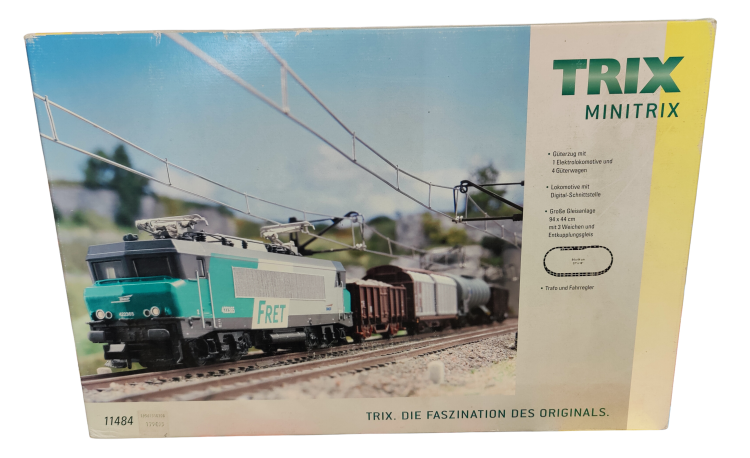 TRIX
MINITRIX
• Güterzug mit
1 Elektrolokomotive und
4 Güterwagen
• Lokomotive mit
Digital-Schnittstelle
• Große Gleisanlage
84 x 44 cm
mit 3 Weichen und
Entkupplungsgleis
• Trafo und Fahrregler
FRET
11484
TRIX. DIE FASZINATION DES ORIGINALS.